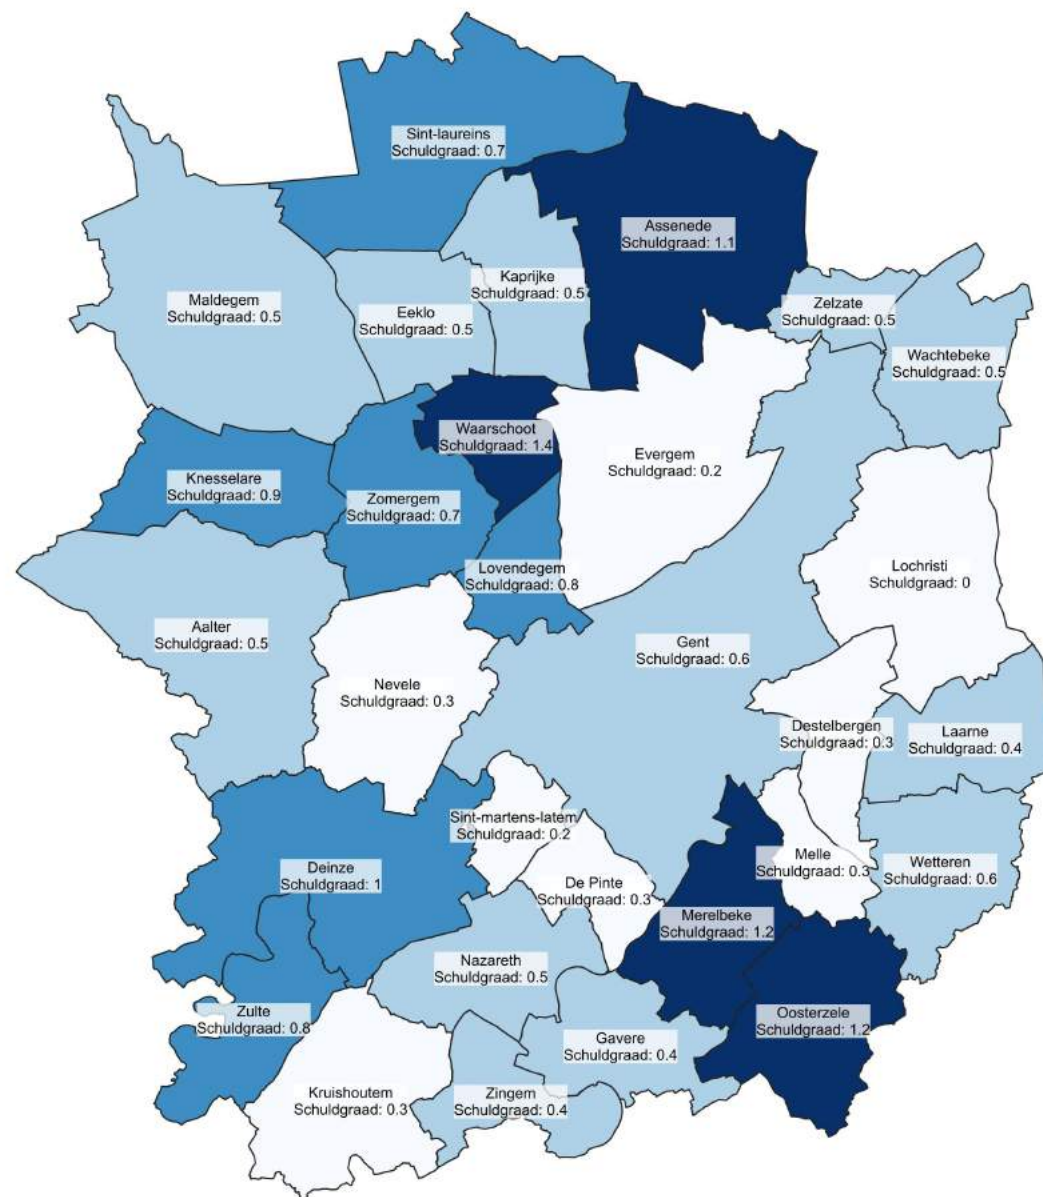 Sint-laureins
Schuldgraad: 0.7
Assenede
Schuldgraad: 1.1
Kaprijke
Schuldgraad: 0.5
Maldegem
Schuldgraad: 0.5
Eeklo
Schuldgraad: 0.5
Zelzate
Schuldgraad: 0.5
Wachtebeke
Schuldgraad: 0.5
Waarschoot
Schuldgraad: 1.4
Evergem
Schuldgraad: 0.2
Knesselare
Schuldgraad: 0.9
Zomergem
Schuldgraad: 0.7
Lovendegem
Schuldgraad: 0.8
Lochristi
Schuldgraad: 0
Aalter
Schuldgraad: 0.5
Gent
Schuldgraad: 0.6
Nevele
Schuldgraad: 0.3
Destelbergen
Schuldgraad: 0.3
Laarne
Schuldgraad: 0.4
Sint-martens-latem
Schuldgraad: 0.2
Deinze
Schuldgraad: 1
De Pinte
Schuldgraad: 0.3
Melle
Schuldgraad: 0.3
Wetteren
Schuldgraad: 0.6
Merelbeke
Schuldgraad: 1.2
Nazareth
Schuldgraad: 0.5
Zulte
Schuldgraad: 0.8
Oosterzele
Schuldgraad: 1.2
Gavere
Schuldgraad: 0.4
Kruishoutem
Schuldgraad: 0.3
Zingem
Schuldgraad: 0.4